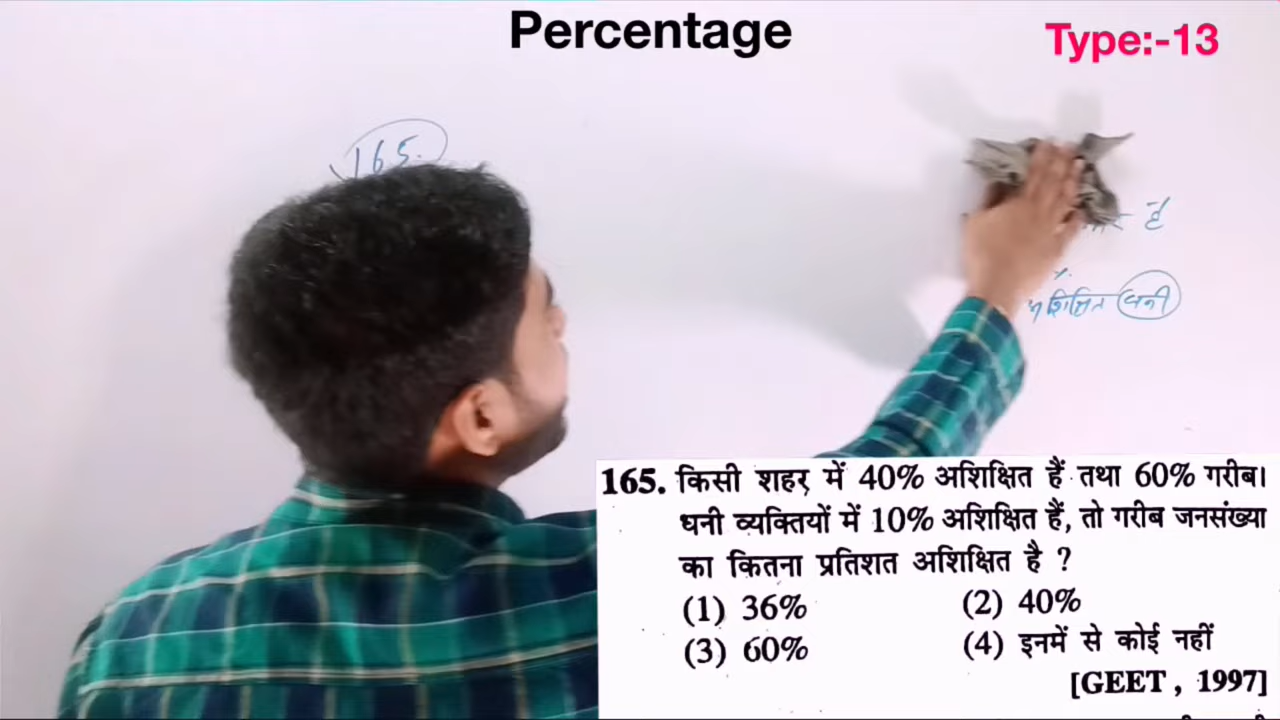 Percentage
Type:-13
165.
है
धनी
165. किसी शहर में 40% अशिक्षित हैं तथा 60% गरीब।
धनी व्यक्तियों में 10% अशिक्षित हैं, तो गरीब जनसंख्या
का कितना प्रतिशत अशिक्षित है ?
(1) 36% (2) 40%
(3) 60% (4) इनमें से कोई नहीं
[GEET , 1997]